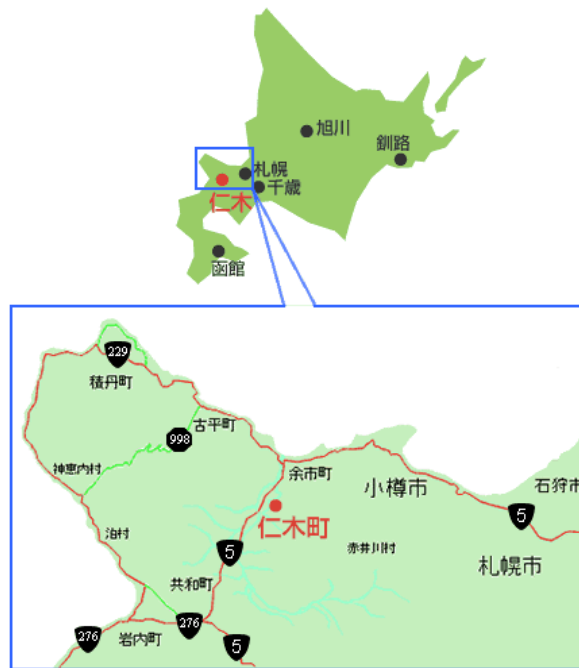 旭川
釧路
札幌
千歳
仁木
函館
229
積丹町
古平町
998
神恵内村
余市町
小樽市
石狩市
仁木町
5
泊村
5
赤井川村
札幌市
共和町
276
276
岩内町
5